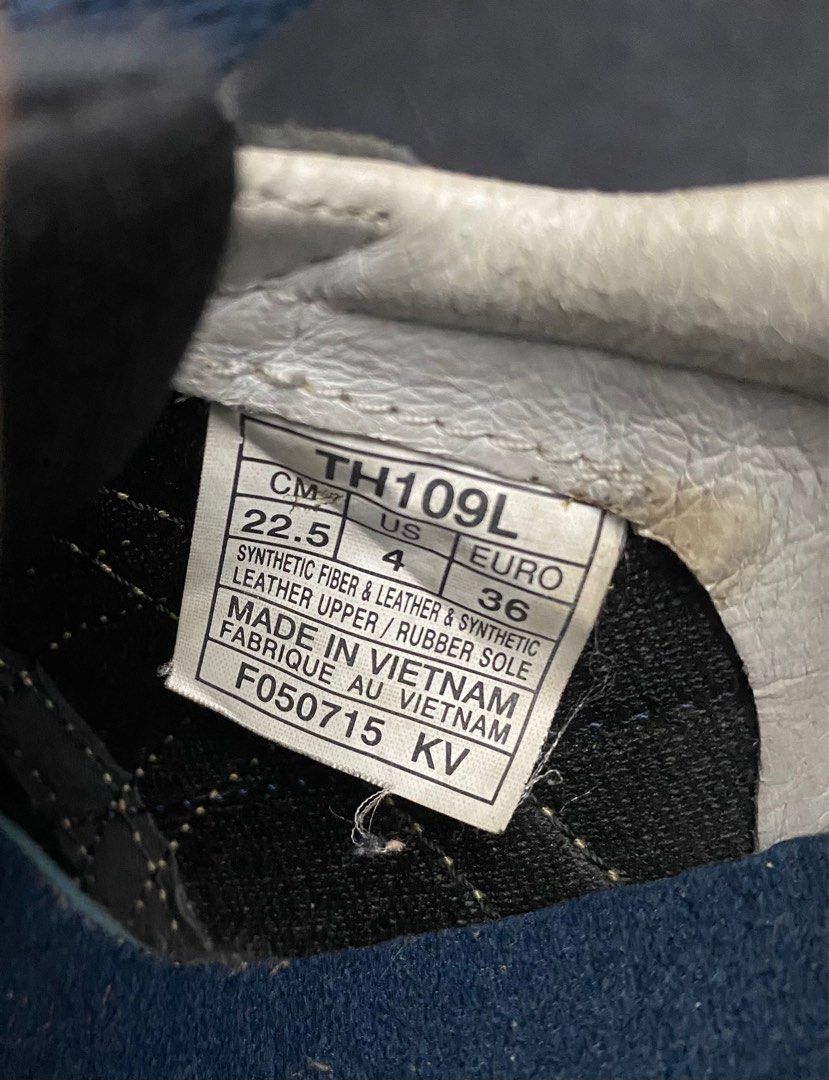 TH109L
CM US EURO
22.5 4 36
SYNTHETIC FIBER & LEATHER & SYNTHETIC
LEATHER UPPER / RUBBER SOLE
MADE IN VIETNAM
FABRIQUE AU VIETNAM
F050715 KV